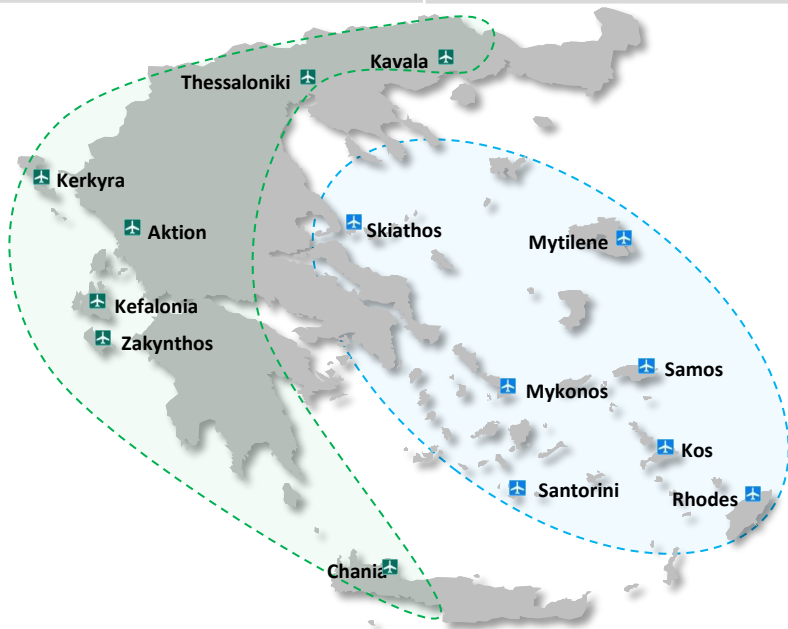 Kavala
Thessaloniki
Kerkyra
Skiathos
Aktion
Mytilene
Kefalonia
Zakynthos
Samos
Mykonos
Kos
Santorini
Rhodes
Chania